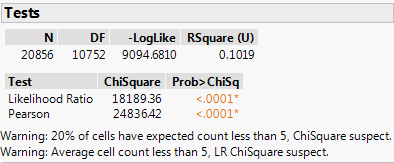 Tests
N DF -LogLike RSquare (U)
20856 10752 9094.6810 0.1019
Test ChiSquare Prob>ChiSq
Likelihood Ratio 18189.36 <.0001*
Pearson 24836.42 <.0001*
Warning: 20% of cells have expected count less than 5, ChiSquare suspect.
Warning: Average cell count less than 5, LR ChiSquare suspect.